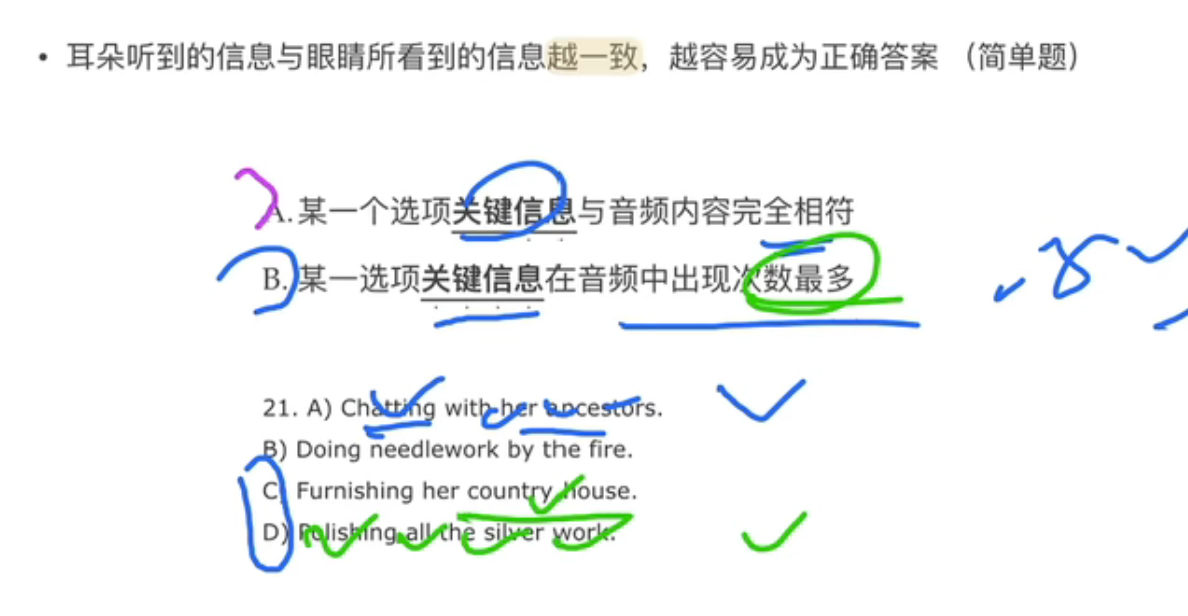 • 耳朵听到的信息与眼睛所看到的信息越一致，越容易成为正确答案 （简单题）
A. 某一个选项关键信息与音频内容完全相符
B. 某一选项关键信息在音频中出现次数最多
21. A) Chatting with her ancestors.
B) Doing needlework by the fire.
C) Furnishing her country house.
D) Polishing all the silver work.